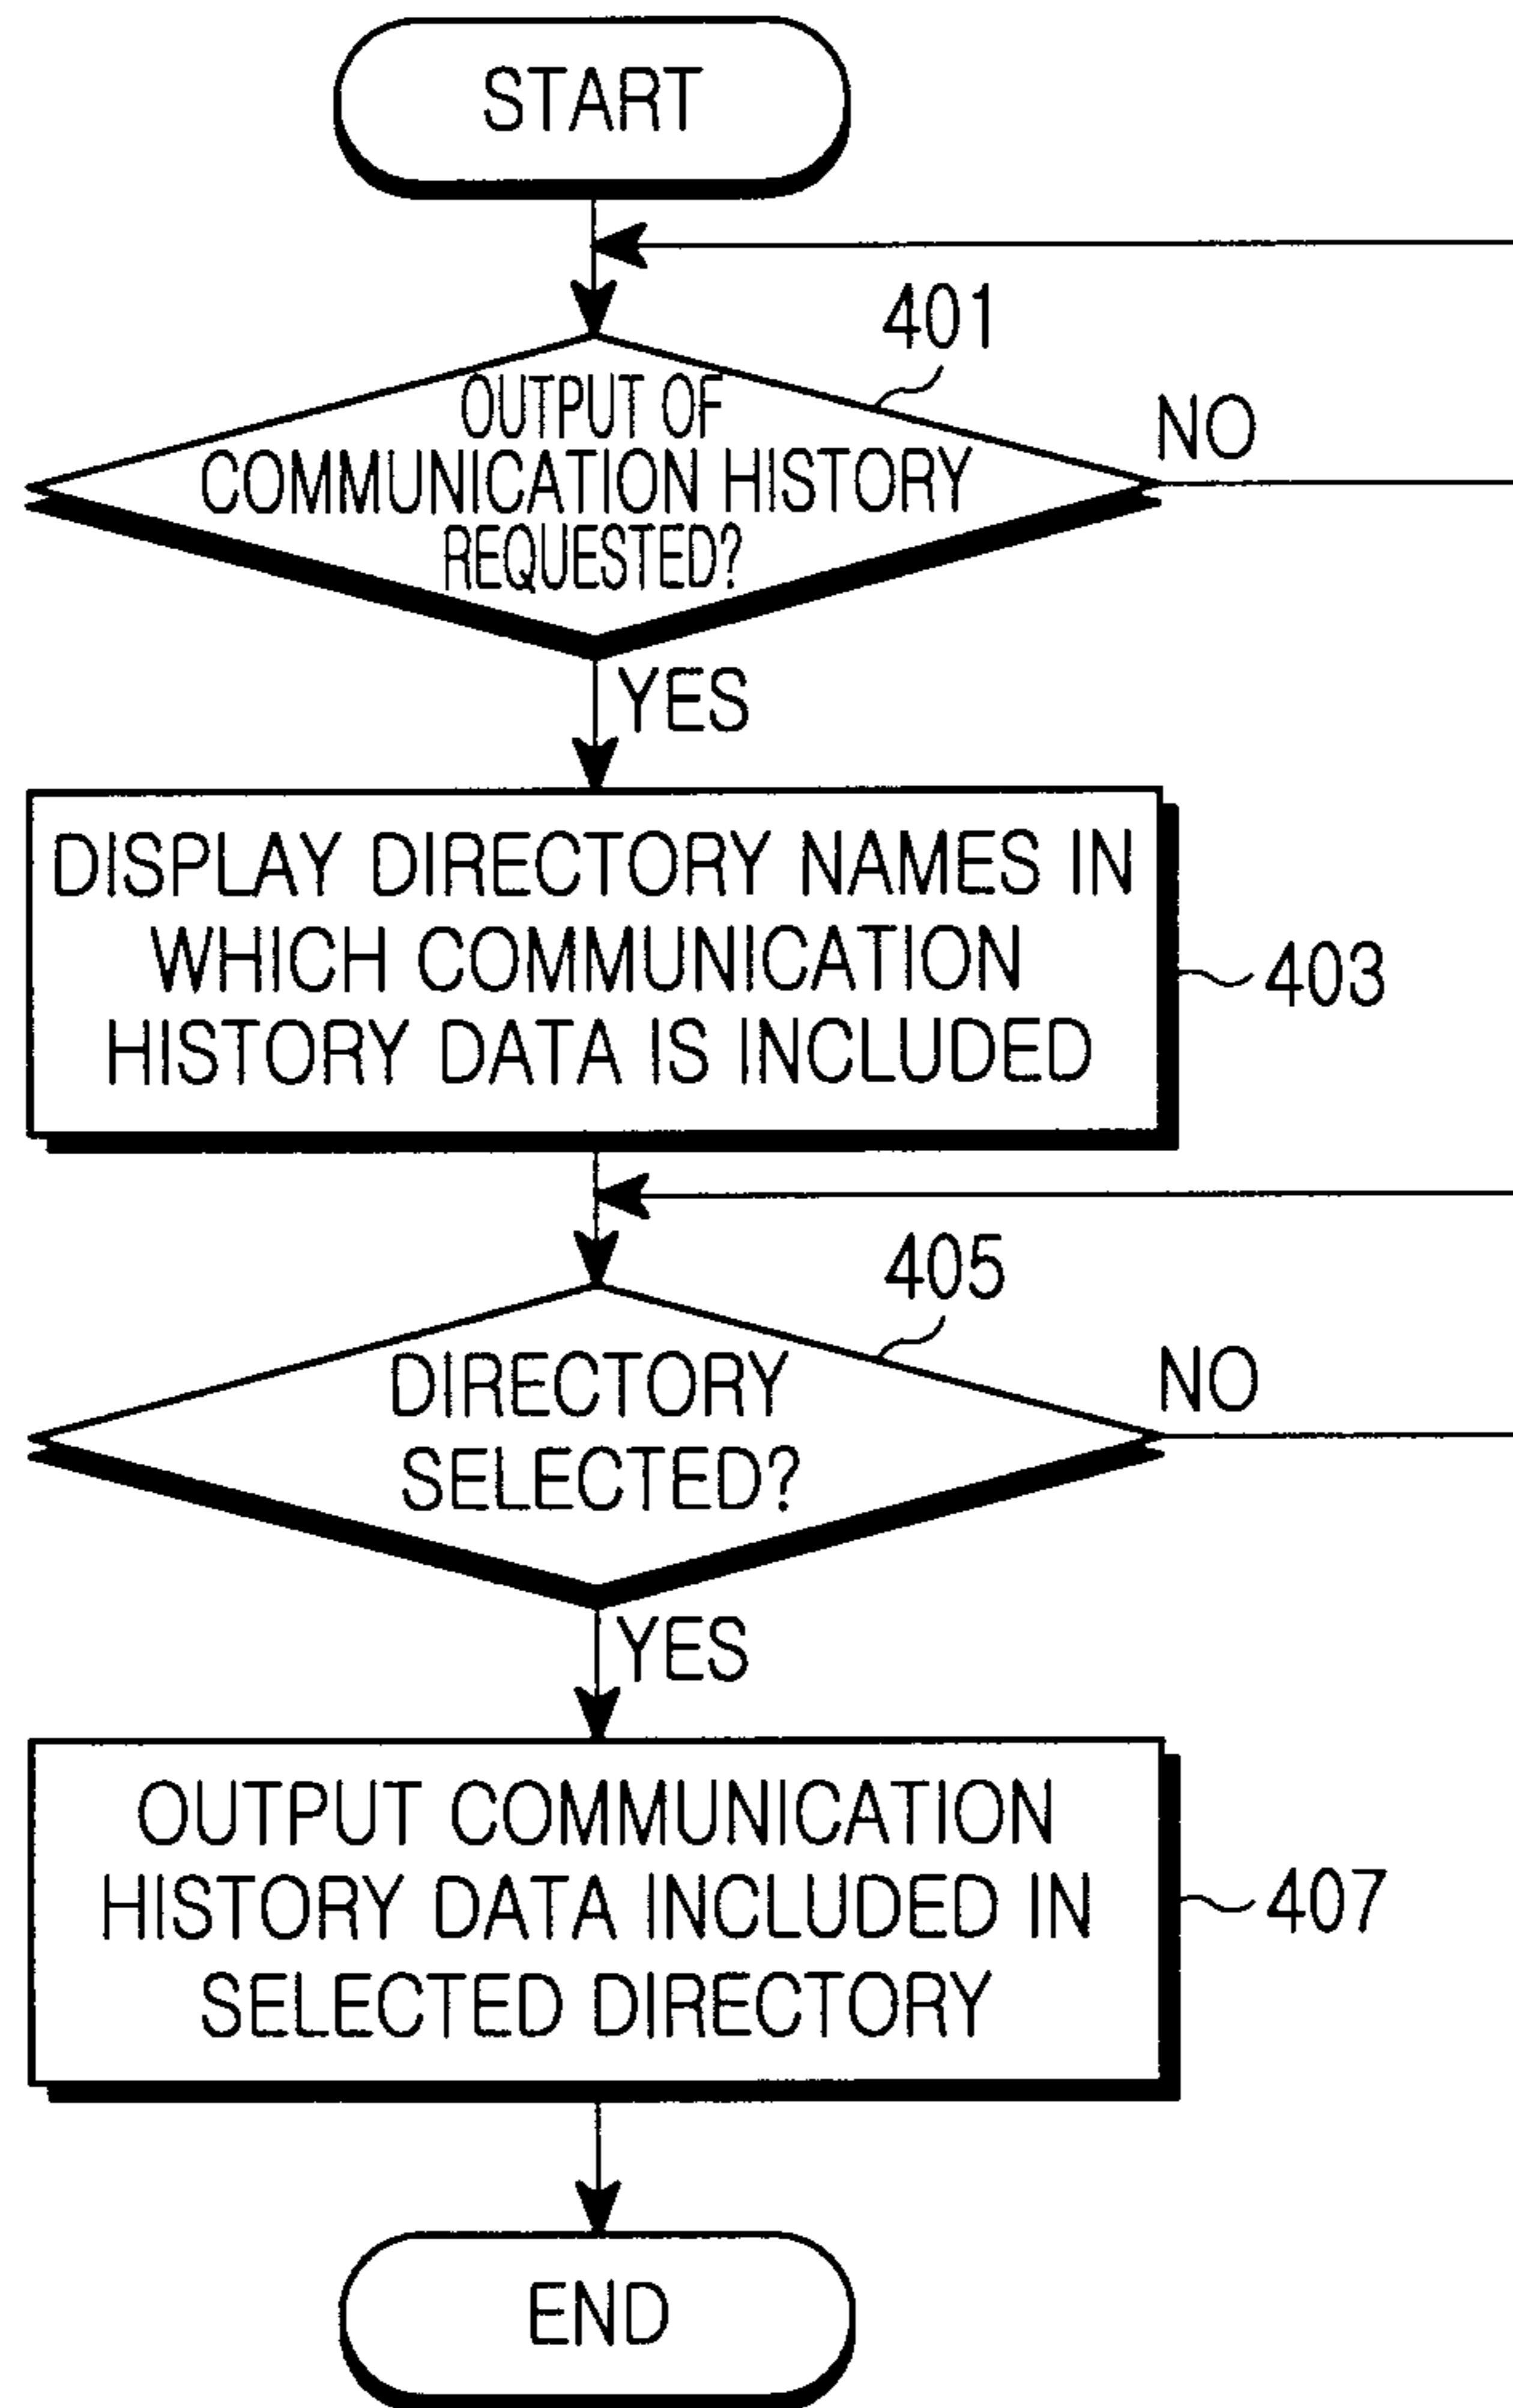 START
401
OUTPUT OF
COMMUNICATION HISTORY
REQUESTED?
NO
YES
DISPLAY DIRECTORY NAMES IN
WHICH COMMUNICATION
HISTORY DATA IS INCLUDED
403
405
DIRECTORY
SELECTED?
NO
YES
OUTPUT COMMUNICATION
HISTORY DATA INCLUDED IN
SELECTED DIRECTORY
407
END